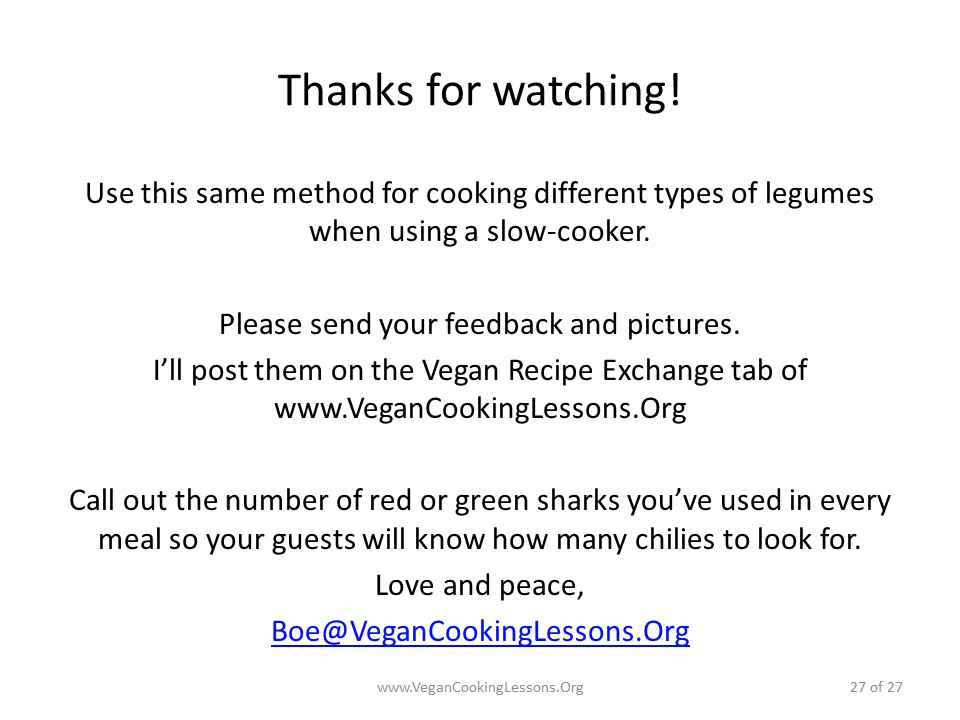 Thanks for watching!
Use this same method for cooking different types of legumes
when using a slow-cooker.
Please send your feedback and pictures.
I’ll post them on the Vegan Recipe Exchange tab of
www.VeganCookingLessons.Org
Call out the number of red or green sharks you’ve used in every
meal so your guests will know how many chilies to look for.
Love and peace,
Boe@VeganCookingLessons.Org
www.VeganCookingLessons.Org
27 of 27